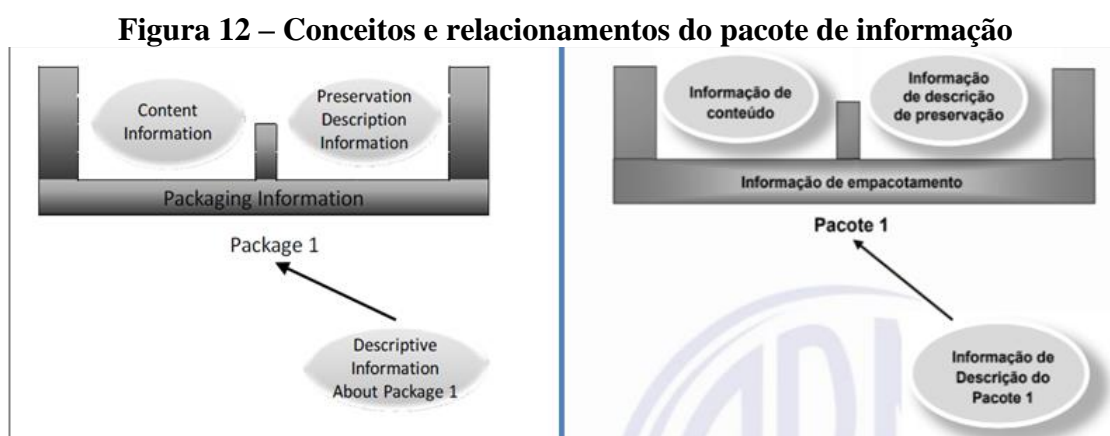 Figura 12 – Conceitos e relacionamentos do pacote de informação
Content
Information
Preservation
Description
Information
Packaging Information
Package 1
Descriptive
Information
About Package 1
Informação de
conteúdo
Informação
de descrição
de preservação
Informação de empacotamento
Pacote 1
Informação de
Descrição do
Pacote 1